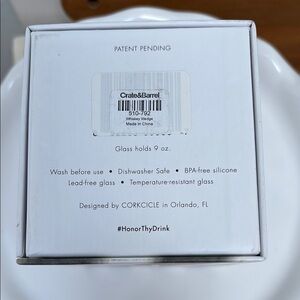 PATENT PENDING
Crate&Barrel
510-792
Whiskey Wedge
Made in China
Glass holds 9 oz.
Wash before use • Dishwasher Safe • BPA-free silicone
Lead-free glass • Temperature-resistant glass
Designed by CORKCICLE in Orlando, FL
#HonorThyDrink